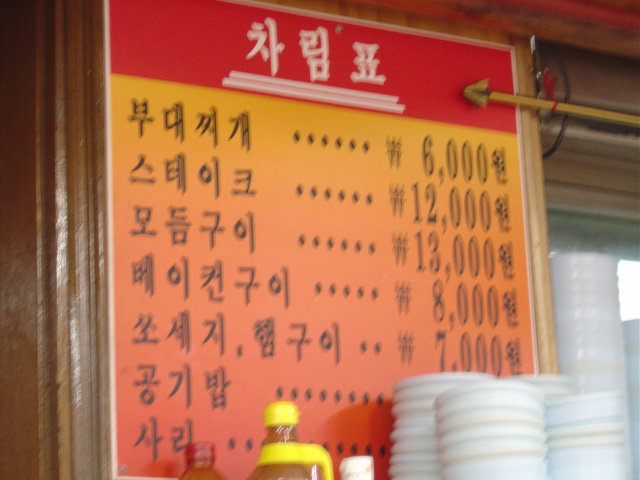 차림표
부대찌개 ...... ₩ 6,000원
스테이크 ...... ₩12,000원
모듬구이 ...... ₩13,000원
베이컨구이 ..... ₩ 8,000원
쏘세지,햄구이 .. ₩ 7,000원
공기밥 ........
사리 ..........